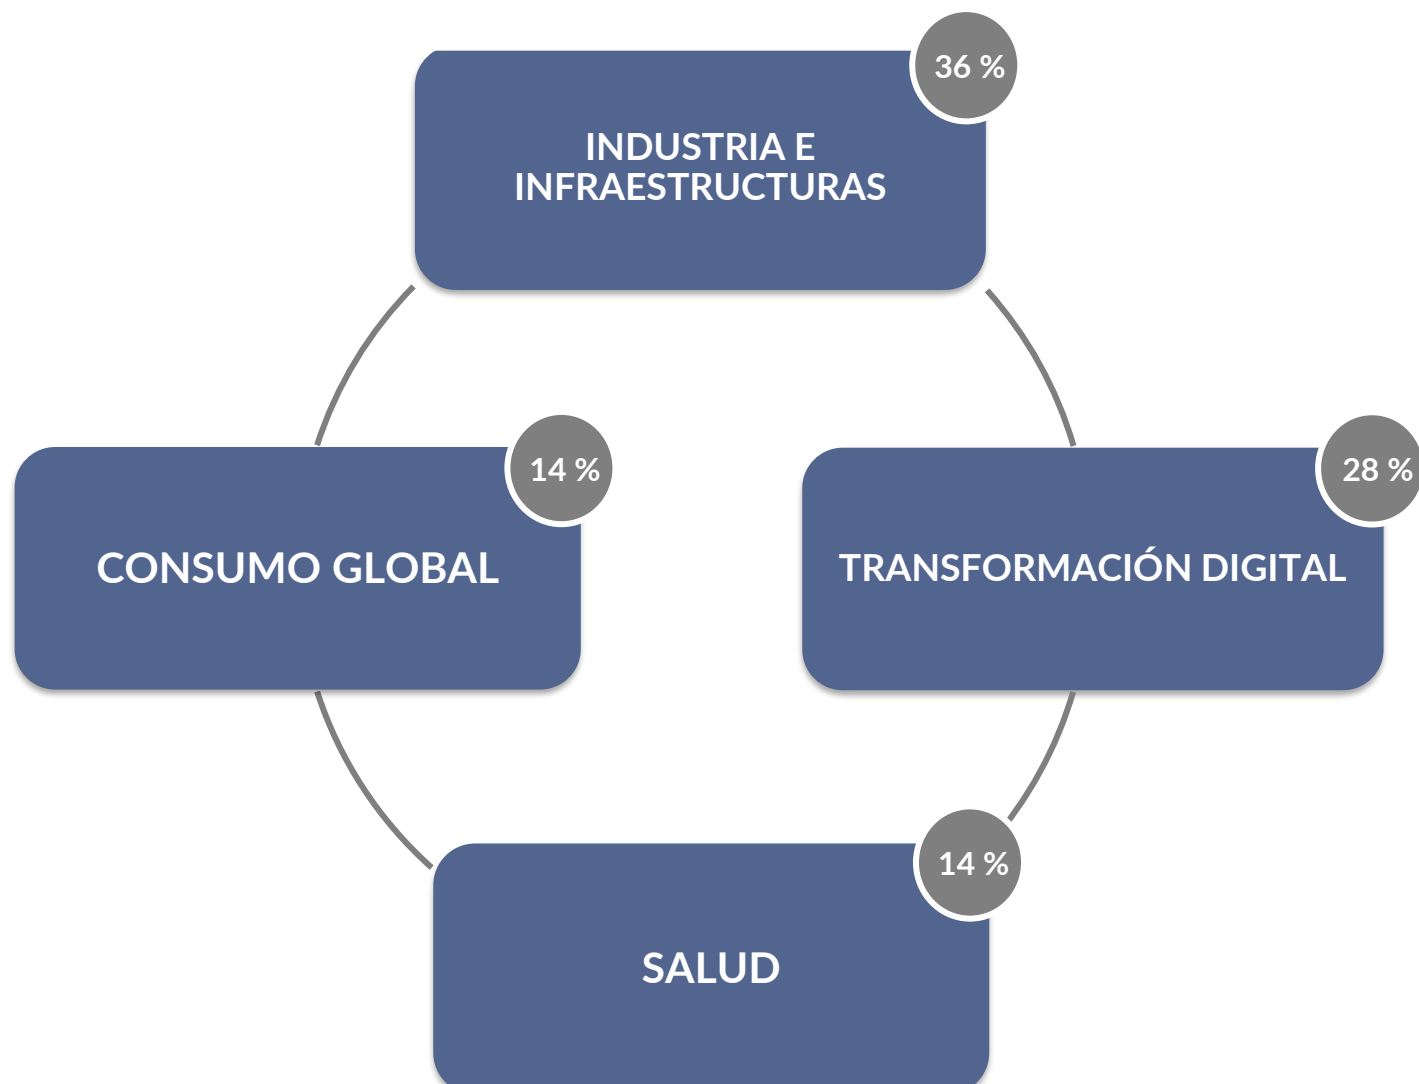 36 %
INDUSTRIA E
INFRAESTRUCTURAS
14 %
CONSUMO GLOBAL
28 %
TRANSFORMACIÓN DIGITAL
14 %
SALUD